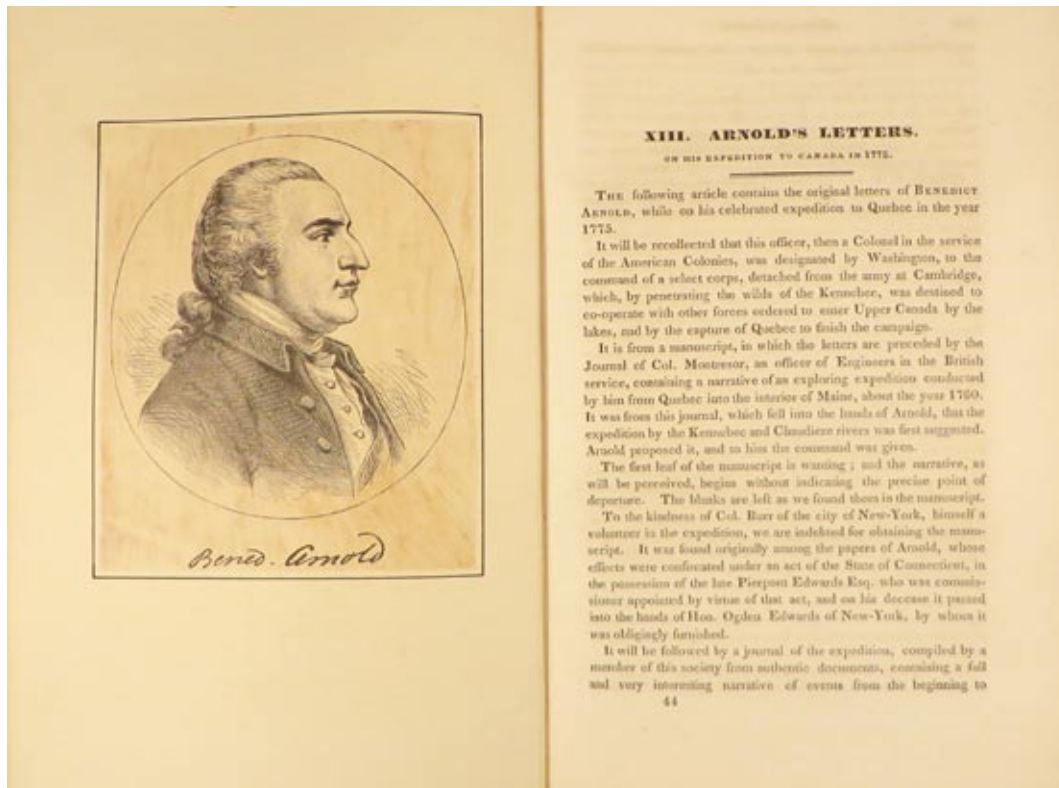 Bened. Arnold
XIII. ARNOLD'S LETTERS.
ON HIS EXPEDITION TO CANADA IN 1775.
THE following article contains the original letters of BENEDICT
ARNOLD, while on his celebrated expedition to Quebec in the year
1775.
It will be recollected that this officer, then a Colonel in the service
of the American Colonies, was designated by Washington, to the
command of a select corps, detached from the army at Cambridge,
which, by penetrating the wilds of the Kennebec, was destined to
co-operate with other forces ordered to enter Upper Canada by the
lakes, and by the capture of Quebec to finish the campaign.
It is from a manuscript, in which the letters are preceded by the
Journal of Col. Montresor, an officer of Engineers in the British
service, containing a narrative of an exploring expedition conducted
by him from Quebec into the interior of Maine, about the year 1760.
It was from this journal, which fell into the hands of Arnold, that the
expedition by the Kennebec and Chaudiere rivers was first suggested.
Arnold proposed it, and to him the command was given.
The first leaf of the manuscript is wanting; and the narrative, as
will be perceived, begins without indicating the precise point of
departure. The blanks are left as we found them in the manuscript.
To the kindness of Col. Burr of the city of New-York, himself a
volunteer in the expedition, we are indebted for obtaining the manu-
script. It was found originally among the papers of Arnold, whose
effects were confiscated under an act of the State of Connecticut, in
the possession of the late Pierpont Edwards Esq. who was commis-
sioner appointed by virtue of that act, and on his decease it passed
into the hands of Hon. Ogden Edwards of New-York, by whom it
was obligingly furnished.
It will be followed by a journal of the expedition, compiled by a
member of this society from authentic documents, containing a full
and very interesting narrative of events from the beginning to
44